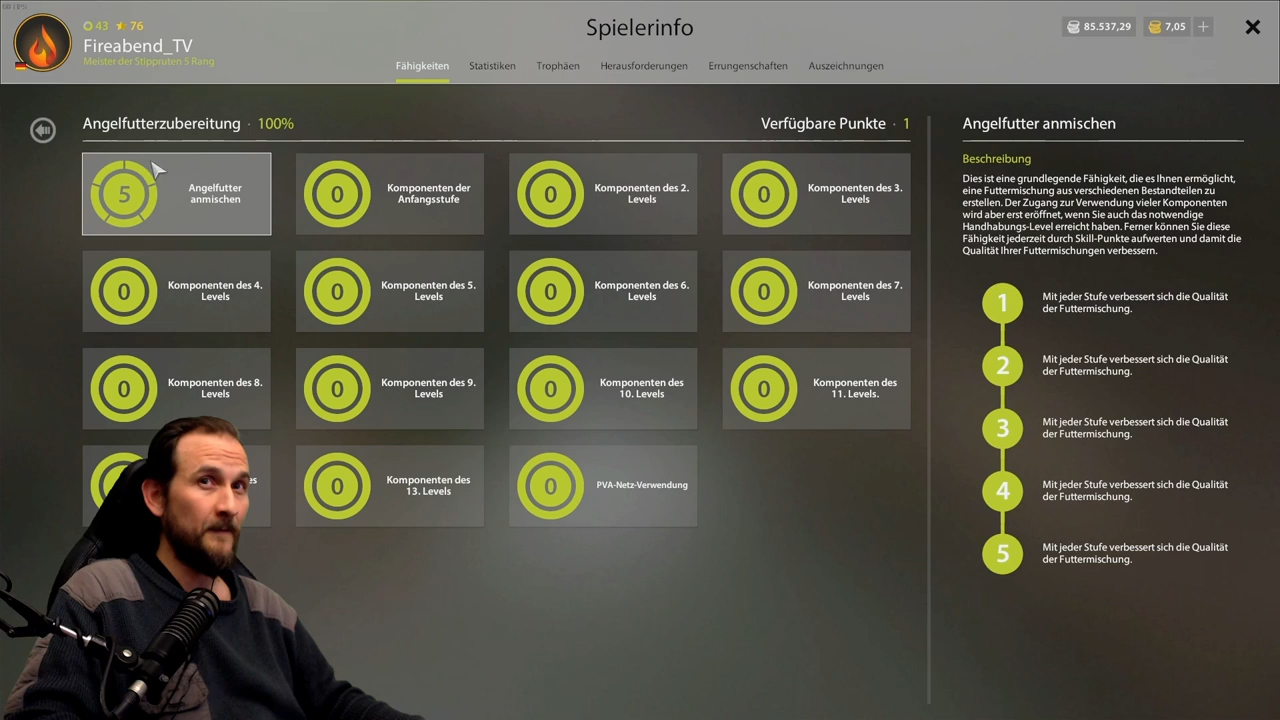 43 76
Fireabend_TV
Meister der Stippruten 5 Rang
Spielerinfo
85.537,29 7,05
Fähigkeiten Statistiken Trophäen Herausforderungen Errungenschaften Auszeichnungen
Angelfutterzubereitung · 100%
Verfügbare Punkte · 1
5
Angelfutter
anmischen
0
Komponenten der
Anfangsstufe
0
Komponenten des 2.
Levels
0
Komponenten des 3.
Levels
0
Komponenten des 4.
Levels
0
Komponenten des 5.
Levels
0
Komponenten des 6.
Levels
0
Komponenten des 7.
Levels
0
Komponenten des 8.
Levels
0
Komponenten des 9.
Levels
0
Komponenten des
10. Levels
0
Komponenten des
11. Levels.
0
Komponenten des
13. Levels
0
PVA-Netz-Verwendung
Angelfutter anmischen
Beschreibung
Dies ist eine grundlegende Fähigkeit, die es Ihnen ermöglicht,
eine Futtermischung aus verschiedenen Bestandteilen zu
erstellen. Der Zugang zur Verwendung vieler Komponenten
wird aber erst eröffnet, wenn Sie auch das notwendige
Handhabungs-Level erreicht haben. Ferner können Sie diese
Fähigkeit jederzeit durch Skill-Punkte aufwerten und damit die
Qualität Ihrer Futtermischungen verbessern.
1
Mit jeder Stufe verbessert sich die Qualität
der Futtermischung.
2
Mit jeder Stufe verbessert sich die Qualität
der Futtermischung.
3
Mit jeder Stufe verbessert sich die Qualität
der Futtermischung.
4
Mit jeder Stufe verbessert sich die Qualität
der Futtermischung.
5
Mit jeder Stufe verbessert sich die Qualität
der Futtermischung.